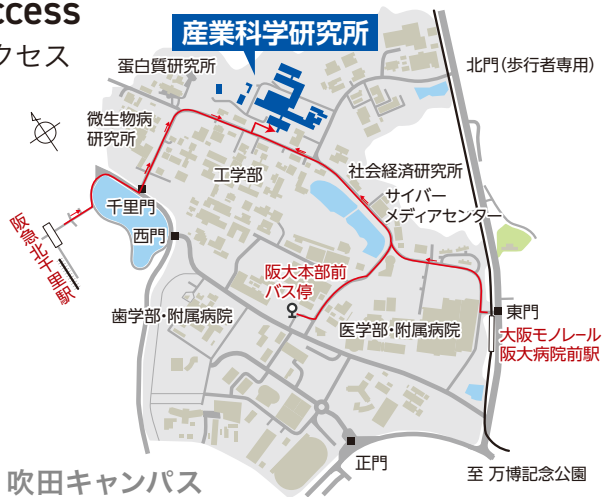 ccess
クセス
産業科学研究所
蛋白質研究所
北門(歩行者専用)
微生物病
研究所
工学部
社会経済研究所
サイバー
メディアセンター
千里門
西門
阪急北千里駅
阪大本部前
バス停
歯学部・附属病院
医学部・附属病院
東門
大阪モノレール
阪大病院前駅
正門
至 万博記念公園
吹田キャンパス